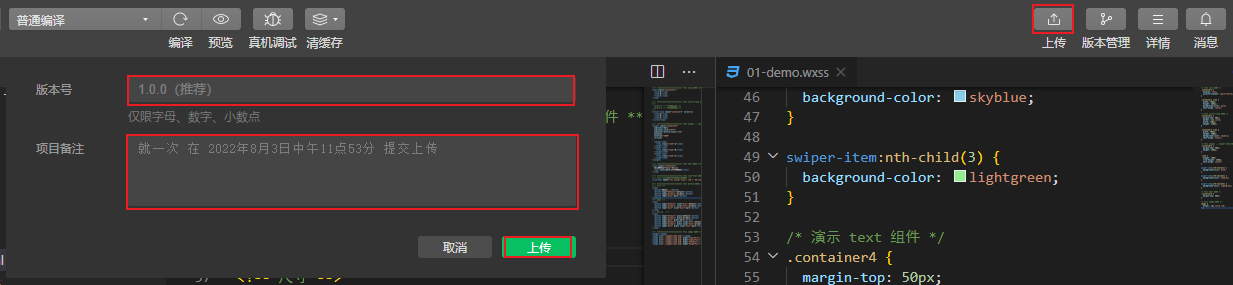 普通编译
编译
预览
真机调试
清缓存
上传
版本管理
详情
消息
版本号
1.0.0（推荐）
仅限字母、数字、小数点
项目备注
就一次 在 2022年8月3日中午11点53分 提交上传
取消
上传
件 **
01-demo.wxss
46 background-color: skyblue;
47 }
48
49 swiper-item:nth-child(3) {
50 background-color: lightgreen;
51 }
52
53 /* 演示 text 组件 */
54 .container4 {
55 margin-top: 50px;